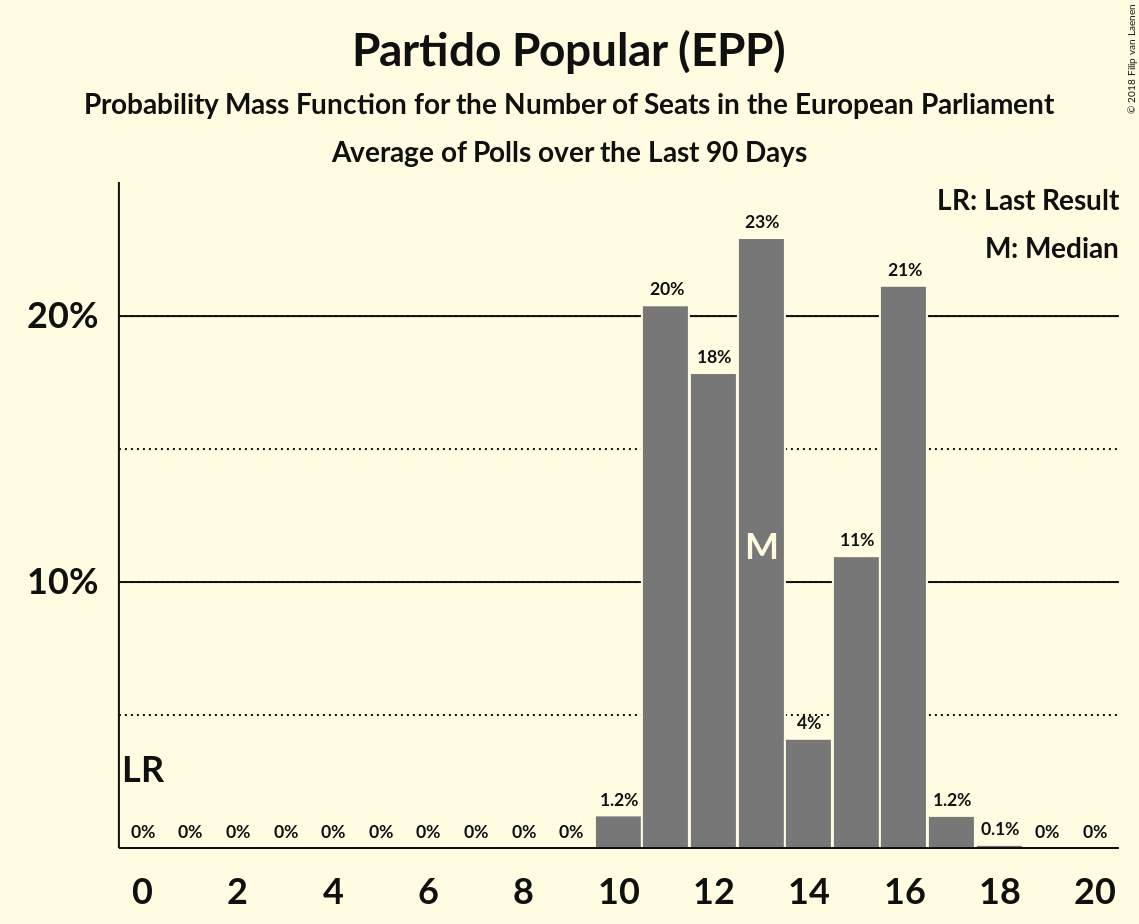 Partido Popular (EPP)
Probability Mass Function for the Number of Seats in the European Parliament
Average of Polls over the Last 90 Days
© 2018 Filip van Laenen
LR: Last Result
M: Median
23%
21%
20%
20%
18%
M
11%
10%
4%
LR
1.2%
1.2%
0% 0% 0% 0% 0% 0% 0% 0% 0% 0% 0.1% 0% 0%
0 2 4 6 8 10 12 14 16 18 20